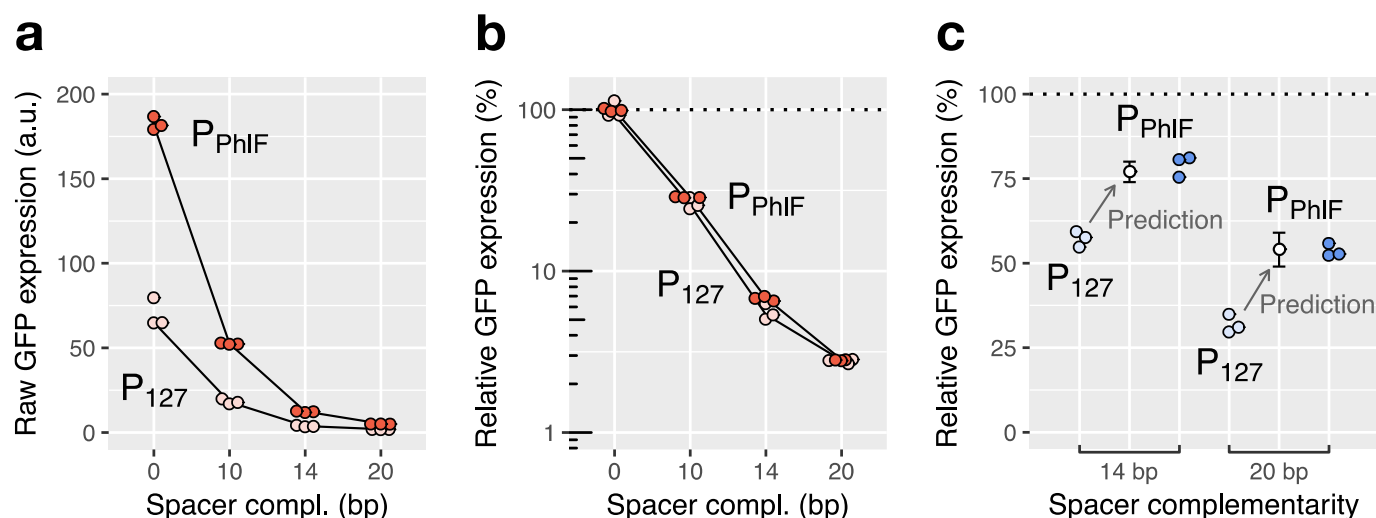 a
Raw GFP expression (a.u.)
200
150
100
50
0
P_PhlF
P_127
0 10 14 20
Spacer compl. (bp)
b
Relative GFP expression (%)
100
10
1
P_PhlF
P_127
0 10 14 20
Spacer compl. (bp)
c
Relative GFP expression (%)
100
75
50
25
0
P_PhlF
Prediction
P_127
P_PhlF
Prediction
P_127
14 bp 20 bp
Spacer complementarity